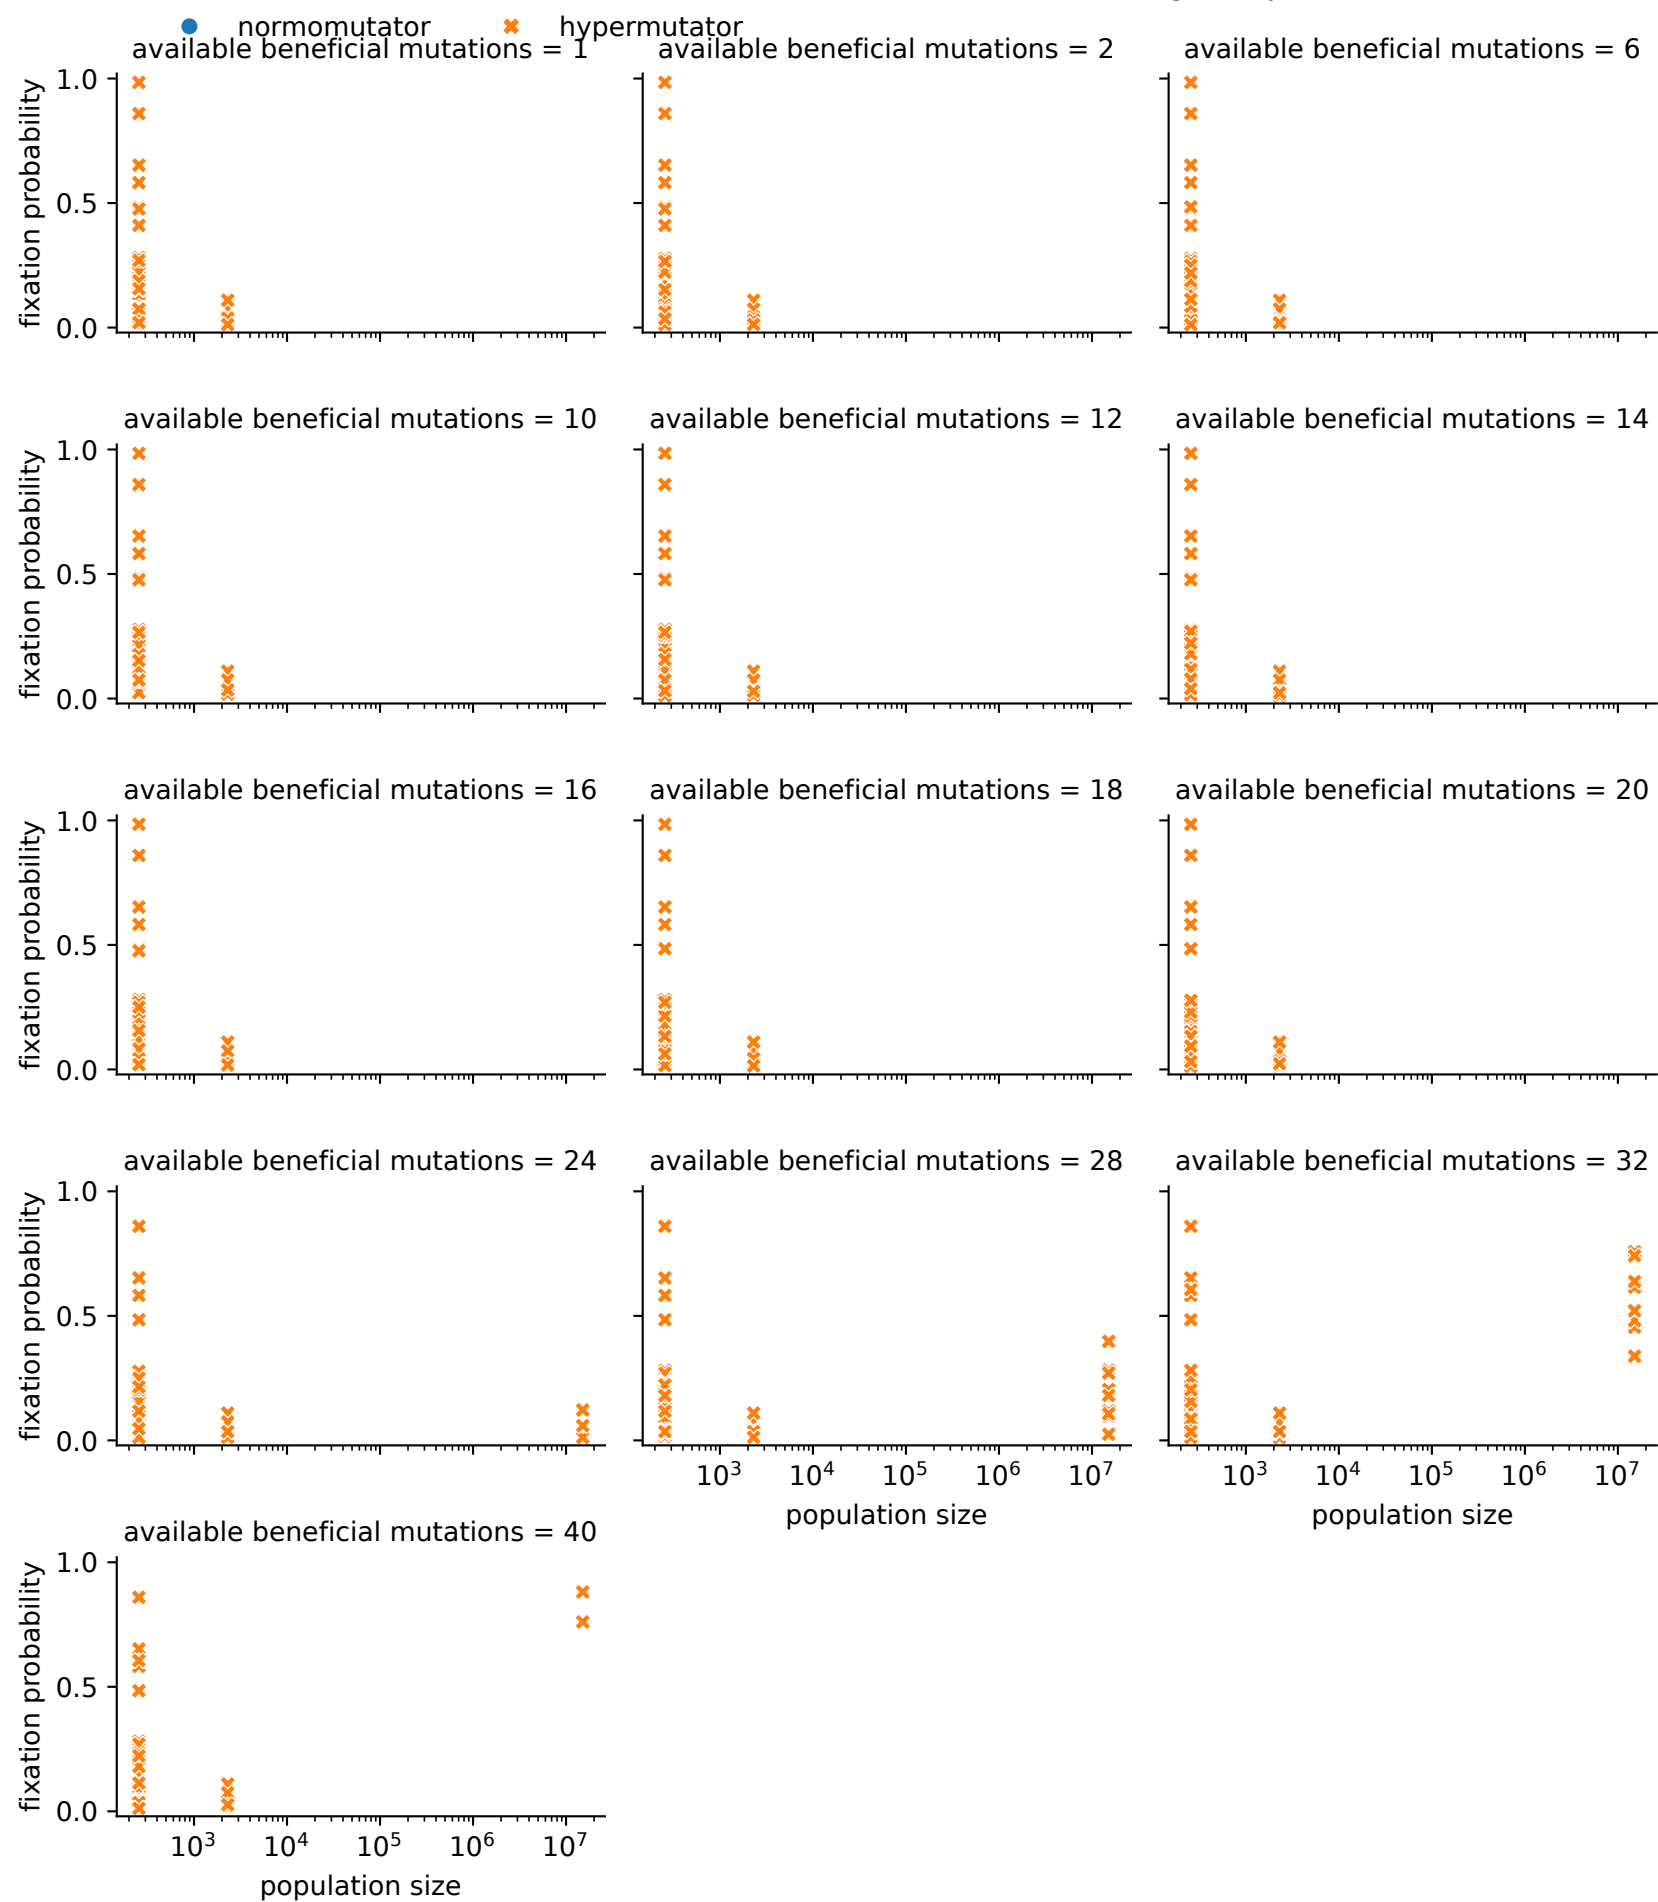 normomutator hypermutator
available beneficial mutations = 1 available beneficial mutations = 2 available beneficial mutations = 6
fixation probability
1.0
0.5
0.0
available beneficial mutations = 10 available beneficial mutations = 12 available beneficial mutations = 14
fixation probability
1.0
0.5
0.0
available beneficial mutations = 16 available beneficial mutations = 18 available beneficial mutations = 20
fixation probability
1.0
0.5
0.0
available beneficial mutations = 24 available beneficial mutations = 28 available beneficial mutations = 32
fixation probability
1.0
0.5
0.0
10³ 10⁴ 10⁵ 10⁶ 10⁷ 10³ 10⁴ 10⁵ 10⁶ 10⁷
population size population size
available beneficial mutations = 40
fixation probability
1.0
0.5
0.0
10³ 10⁴ 10⁵ 10⁶ 10⁷
population size